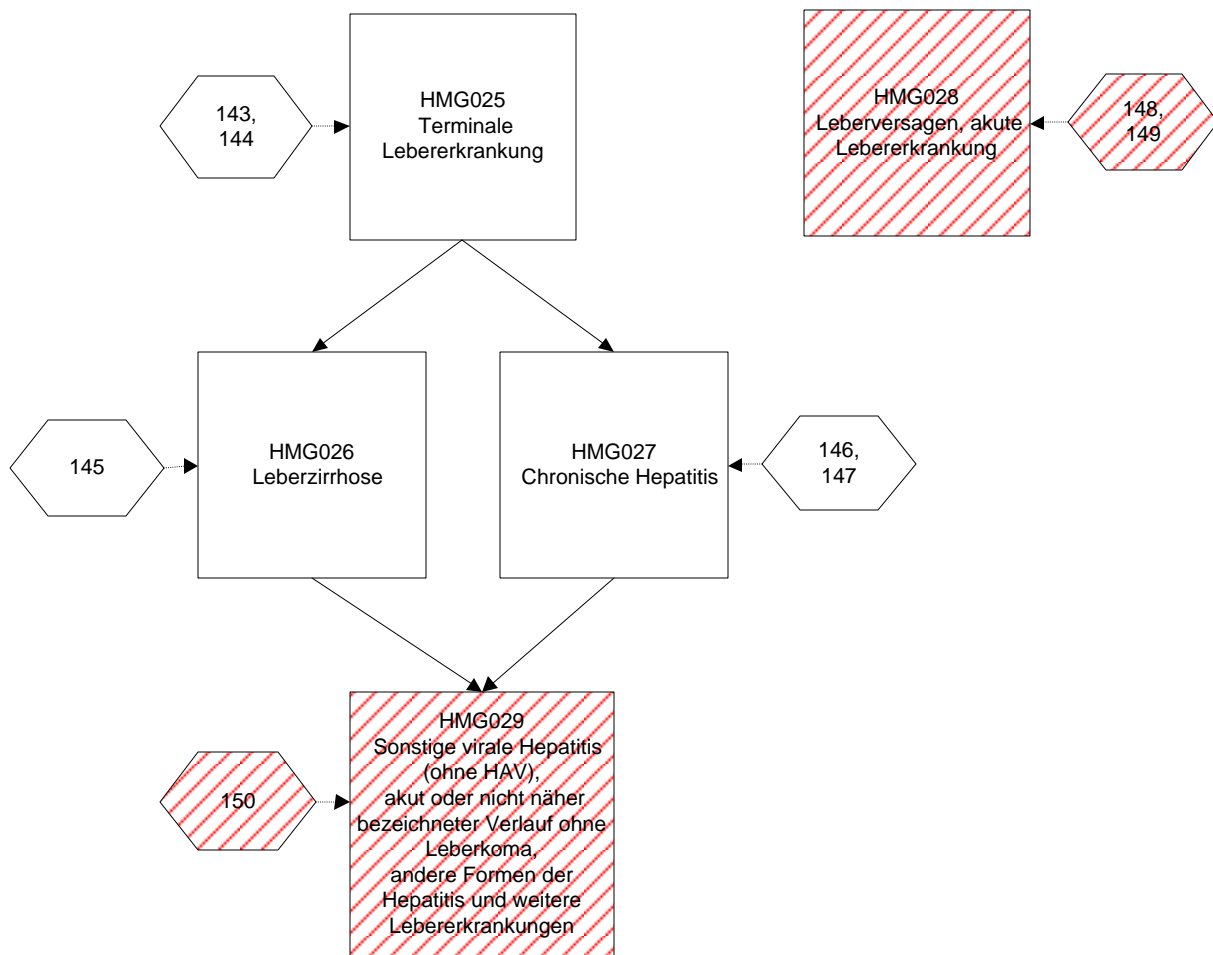 143,
144
HMG025
Terminale
Lebererkrankung
HMG028
Leberversagen, akute
Lebererkrankung
148,
149
145
HMG026
Leberzirrhose
HMG027
Chronische Hepatitis
146,
147
150
HMG029
Sonstige virale Hepatitis
(ohne HAV),
akut oder nicht näher
bezeichneter Verlauf ohne
Leberkoma,
andere Formen der
Hepatitis und weitere
Lebererkrankungen